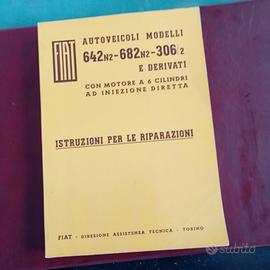 FIAT
AUTOVEICOLI MODELLI
642N2-682N2-306/2
E DERIVATI
CON MOTORE A 6 CILINDRI
AD INIEZIONE DIRETTA
ISTRUZIONI PER LE RIPARAZIONI
FIAT - DIREZIONE ASSISTENZA TECNICA - TORINO
subito